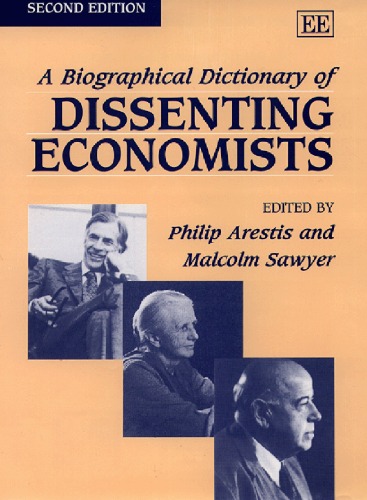 SECOND EDITION
EE
A Biographical Dictionary of
DISSENTING
ECONOMISTS
EDITED BY
Philip Arestis and
Malcolm Sawyer